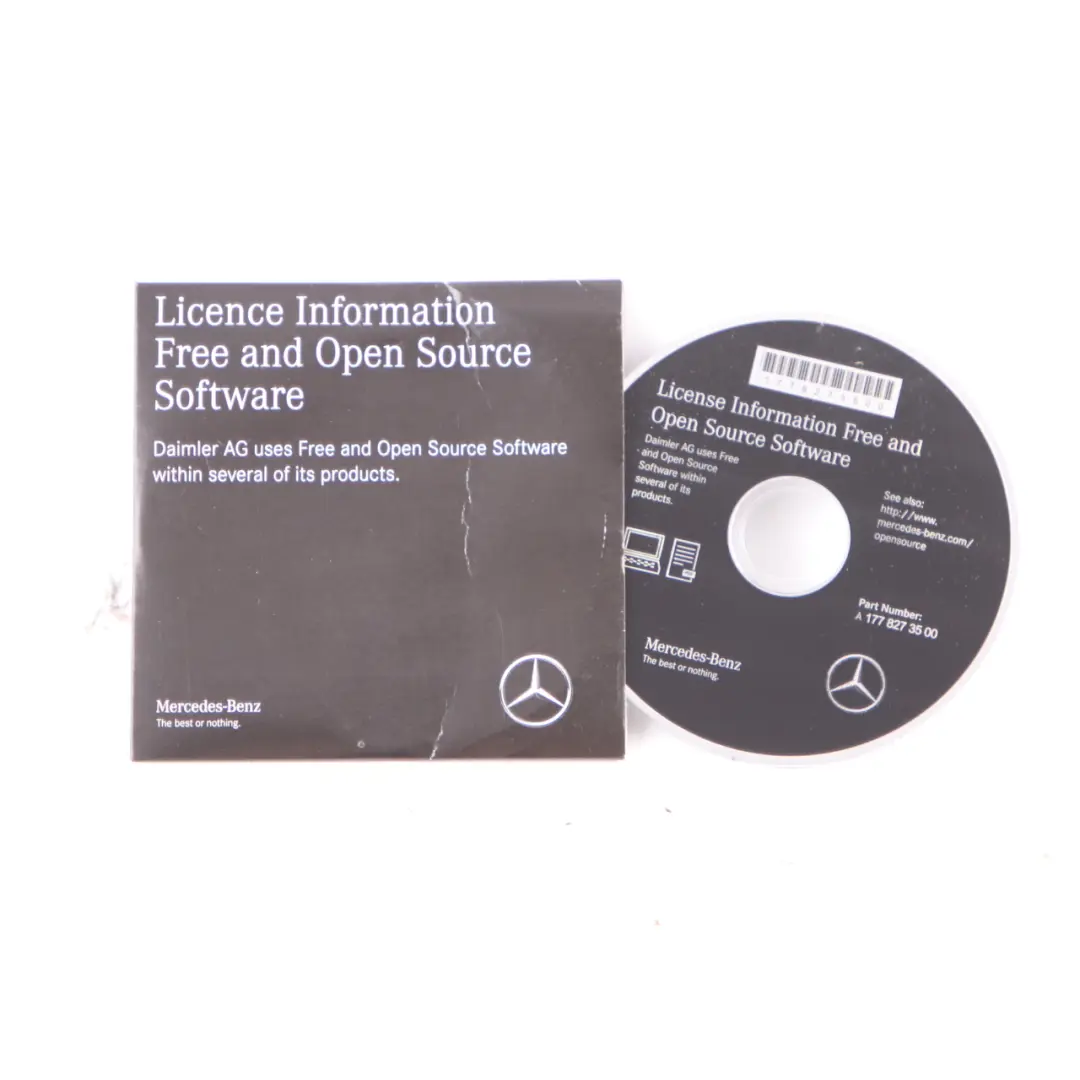 Licence Information
Free and Open Source
Software
Daimler AG uses Free and Open Source Software
within several of its products.
Mercedes-Benz
The best or nothing.
License Information Free and
Open Source Software
Daimler AG uses Free
and Open Source
Software within
several of its
products.
See also:
http://www.
mercedes-benz.com/
opensource
Part Number:
A 177 827 35 00
Mercedes-Benz
The best or nothing.